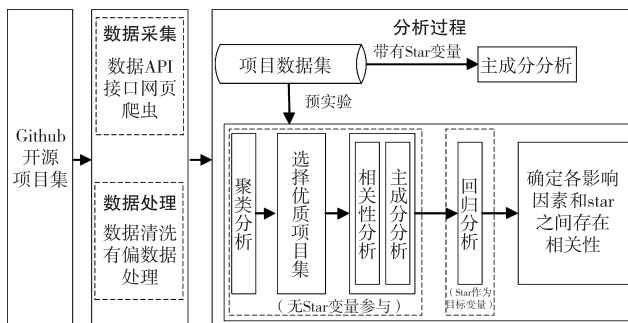 Github
开源
项目集
数据采集
数据API
接口网页
爬虫
数据处理
数据清洗
有偏数据
处理
分析过程
项目数据集
带有Star变量
主成分分析
预实验
聚类分析
选择优质项目集
相关性分析
主成分分析
(无Star变量参与)
回归分析
(Star作为
目标变量)
确定各影响
因素和star
之间存在
相关性